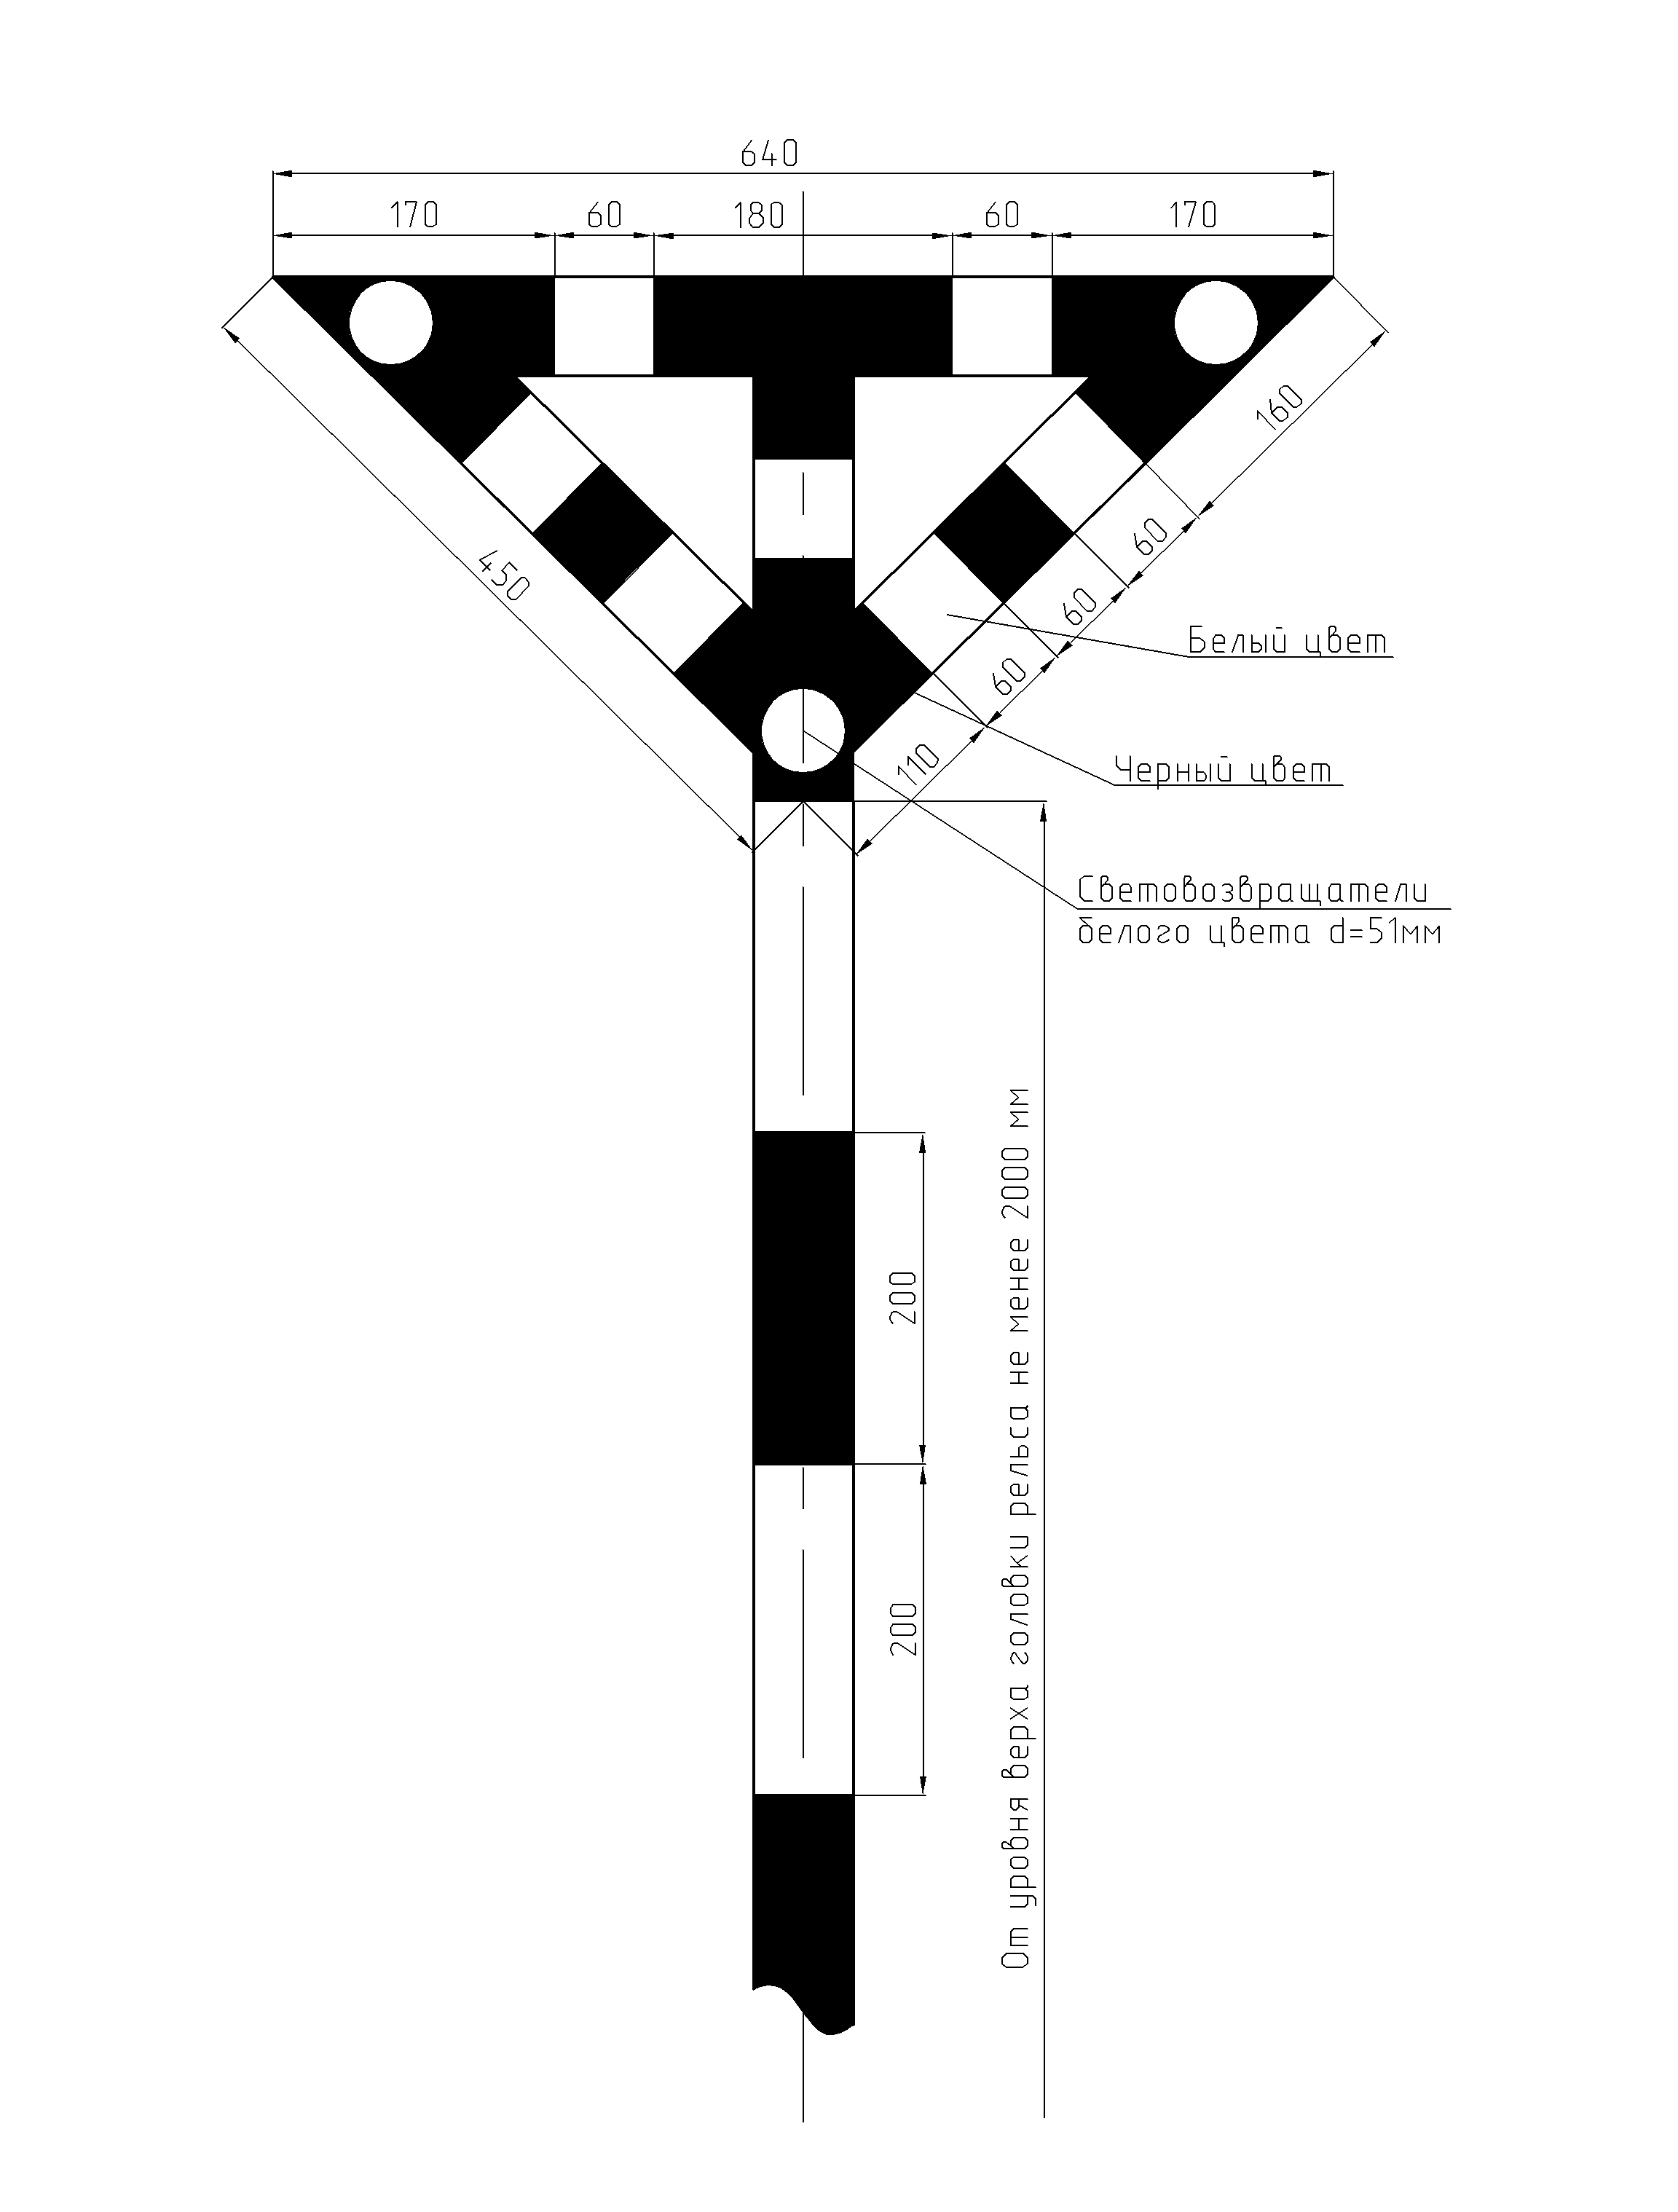 640
170 60 180 60 170
160
60
450
60
60
110
Белый цвет
Черный цвет
Световозвращатели
белого цвета d=51мм
От уровня верха головки рельса не менее 2000 мм
200
200